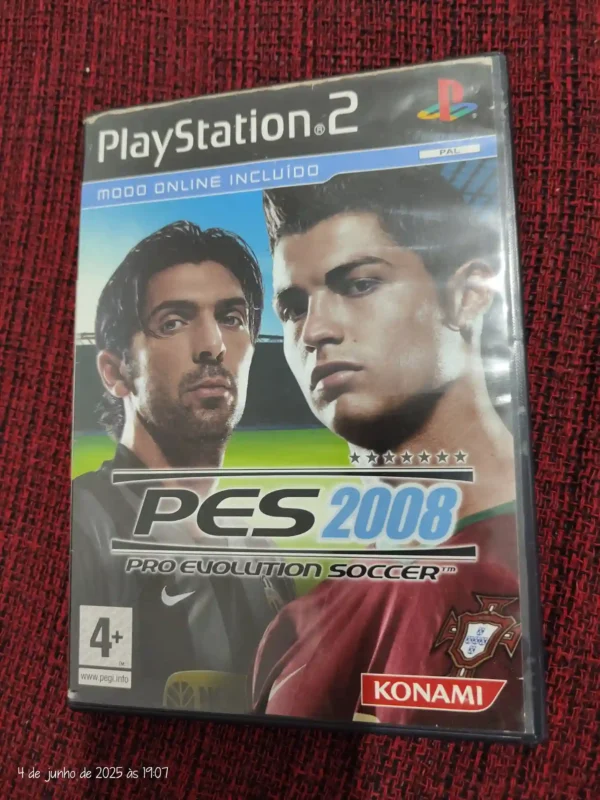 PlayStation®2
PAL
MODO ONLINE INCLUÍDO
PES 2008
PRO EVOLUTION SOCCER™
4+
www.pegi.info
KONAMI
4 de junho de 2025 às 19:07